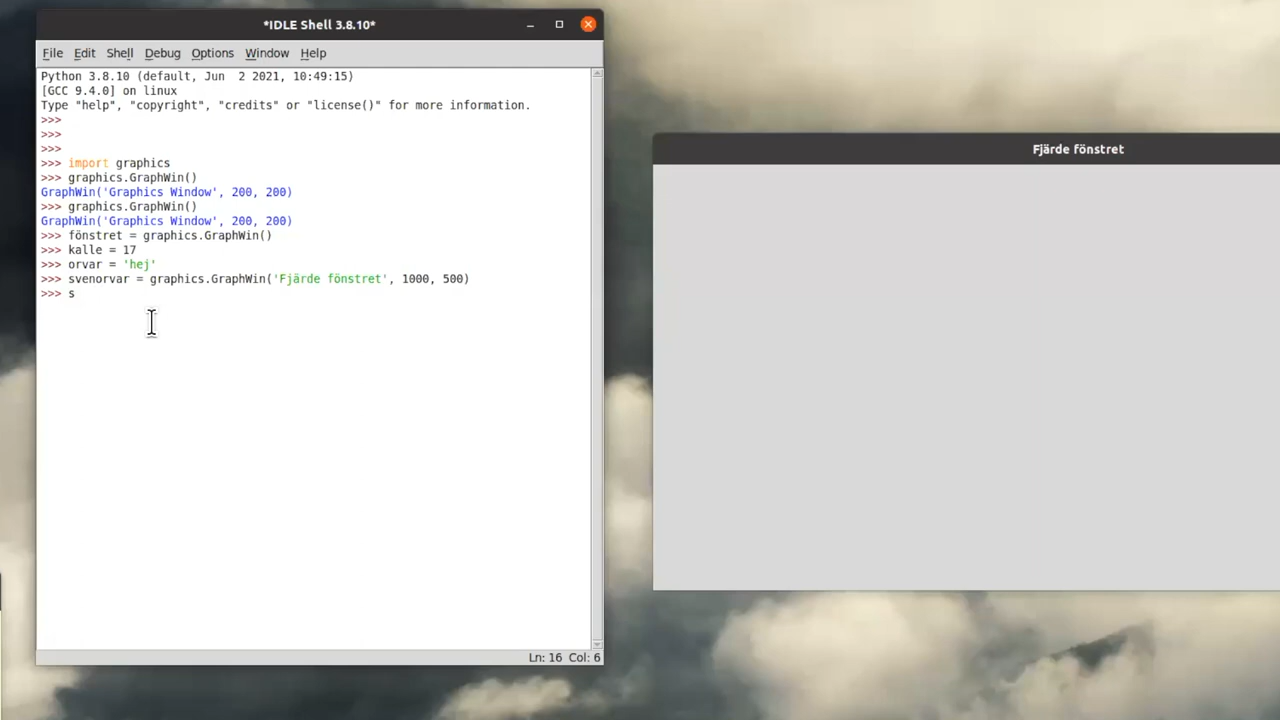 *IDLE Shell 3.8.10*
File Edit Shell Debug Options Window Help
Python 3.8.10 (default, Jun  2 2021, 10:49:15)
[GCC 9.4.0] on linux
Type "help", "copyright", "credits" or "license()" for more information.
>>>
>>>
>>>
>>> import graphics
>>> graphics.GraphWin()
GraphWin('Graphics Window', 200, 200)
>>> graphics.GraphWin()
GraphWin('Graphics Window', 200, 200)
>>> fönstret = graphics.GraphWin()
>>> kalle = 17
>>> orvar = 'hej'
>>> svenorvar = graphics.GraphWin('Fjärde fönstret', 1000, 500)
>>> s
Ln: 16 Col: 6
Fjärde fönstret